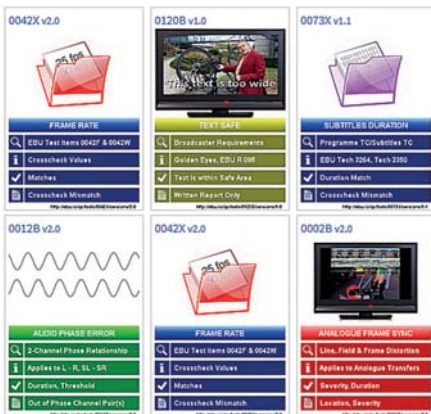 0042X v2.0
25 fps
FRAME RATE
EBU Test Items 0042F & 0042W
Crosscheck Values
Matches
Crosscheck Mismatch
0120B v1.0
This text is too wide
TEXT SAFE
Broadcaster Requirements
Golden Eyes, EBU R 095
Text is within Safe Area
Written Report Only
0073X v1.1
SUBTITLES DURATION
Programme TC/Subtitles TC
EBU Tech 3264, Tech 3350
Duration Match
Crosscheck Mismatch
0012B v2.0
AUDIO PHASE ERROR
2-Channel Phase Relationship
Applies to L - R, SL - SR
Duration, Threshold
Out of Phase Channel Pair(s)
0042X v2.0
25 fps
FRAME RATE
EBU Test Items 0042F & 0042W
Crosscheck Values
Matches
Crosscheck Mismatch
0002B v2.0
ANALOGUE FRAME SYNC
Line, Field & Frame Distortion
Applies to Analogue Transfers
Severity, Duration
Location, Severity